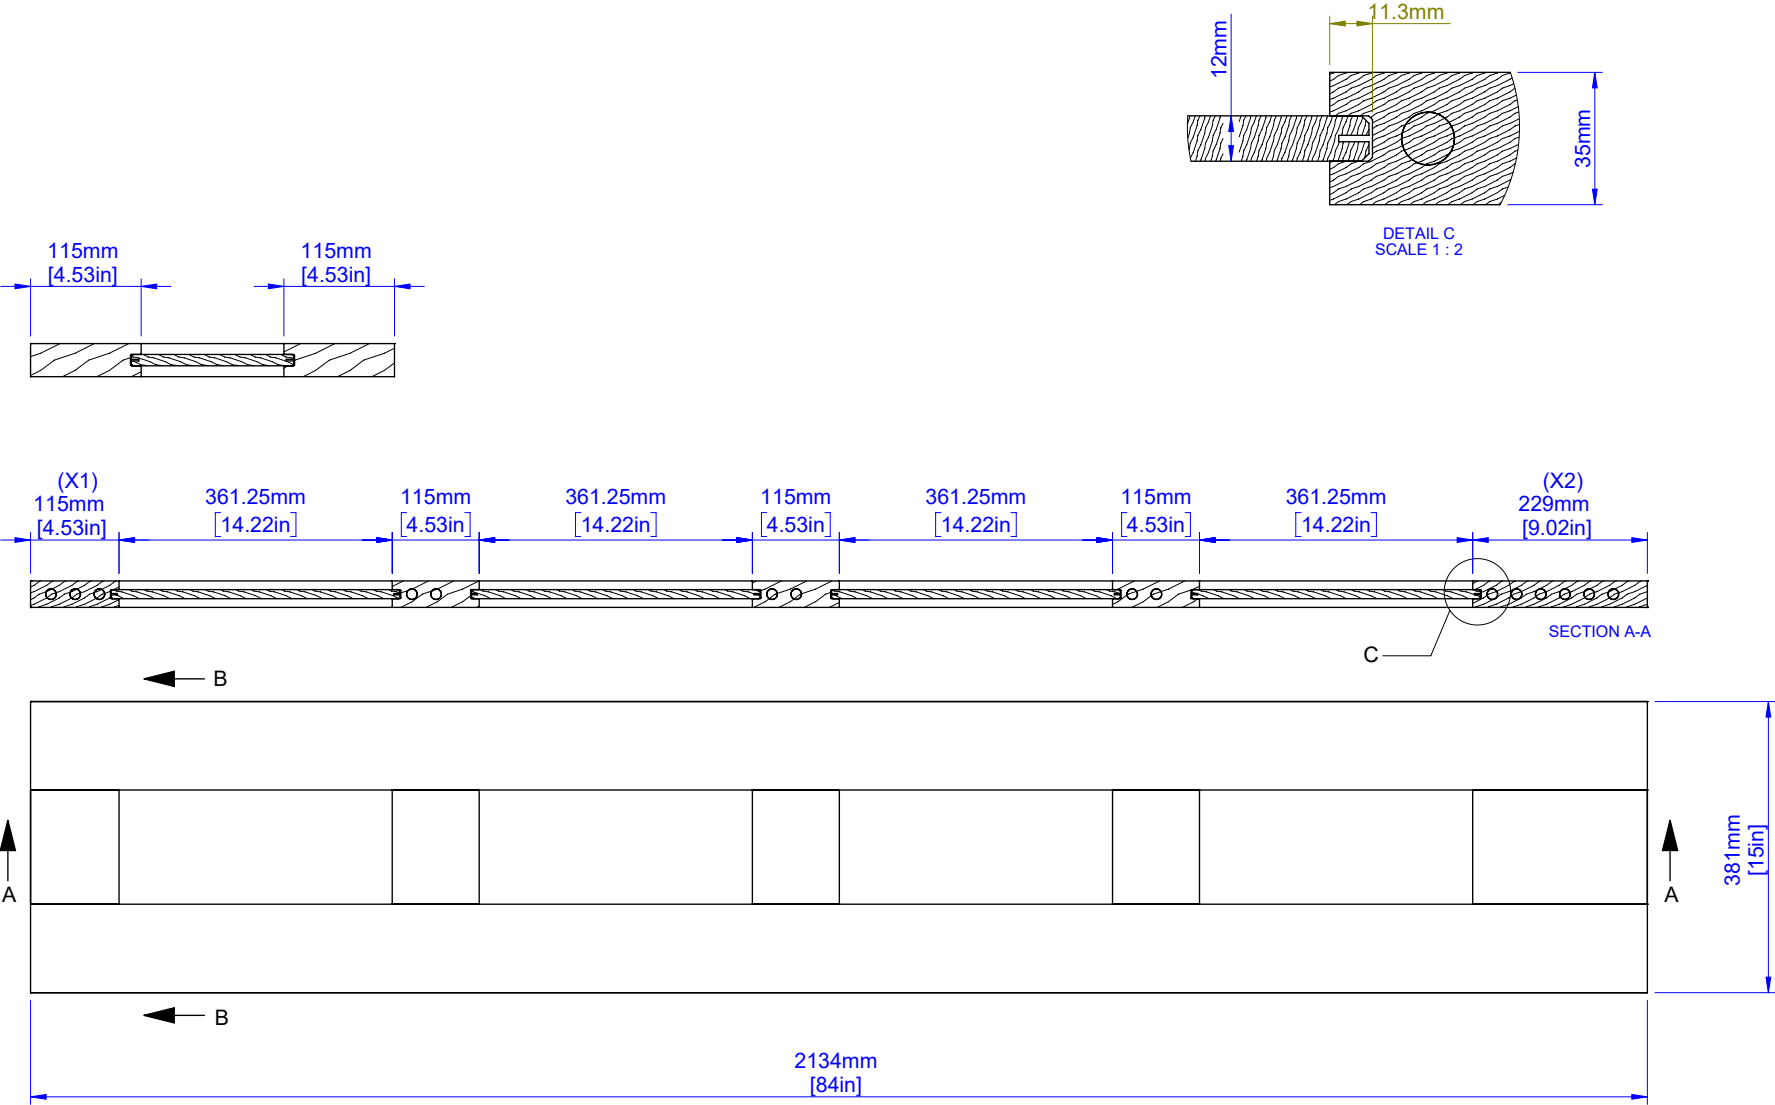 11.3mm
12mm
35mm
DETAIL C
SCALE 1 : 2
115mm
[4.53in]
115mm
[4.53in]
(X1)
115mm
[4.53in]
361.25mm
[14.22in]
115mm
[4.53in]
361.25mm
[14.22in]
115mm
[4.53in]
361.25mm
[14.22in]
115mm
[4.53in]
361.25mm
[14.22in]
(X2)
229mm
[9.02in]
SECTION A-A
C
B
A
A
381mm
[15in]
B
2134mm
[84in]